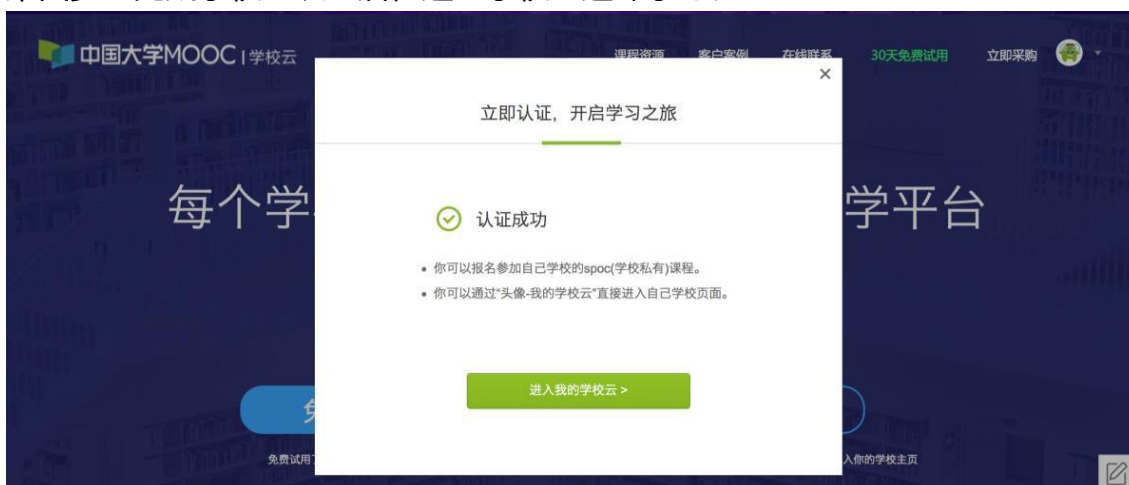 中国大学MOOC | 学校云
课程资源 客户案例 在线联系 30天免费试用 立即采购
立即认证，开启学习之旅
每个学
学平台
认证成功
• 你可以报名参加自己学校的spoc(学校私有)课程。
• 你可以通过“头像-我的学校云”直接进入自己学校页面。
进入我的学校云 >
免费试用
入你的学校主页